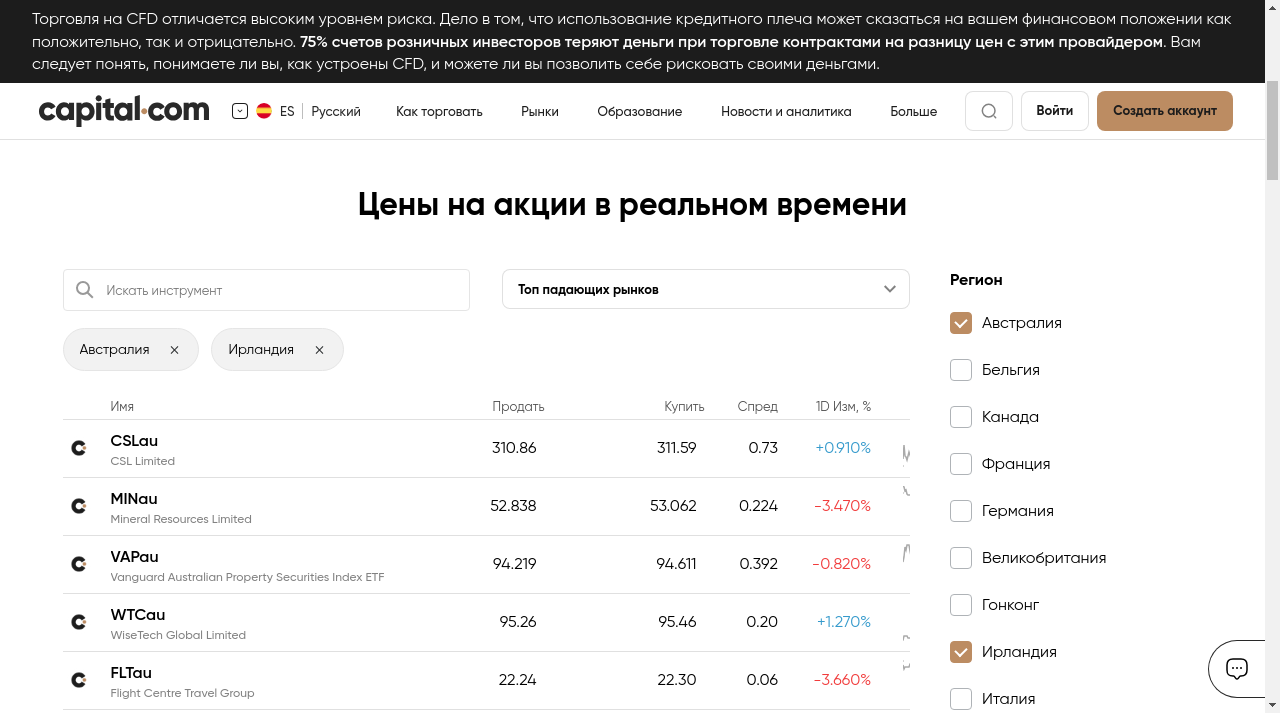 Торговля на CFD отличается высоким уровнем риска. Дело в том, что использование кредитного плеча может сказаться на вашем финансовом положении как
положительно, так и отрицательно. 75% счетов розничных инвесторов теряют деньги при торговле контрактами на разницу цен с этим провайдером. Вам
следует понять, понимаете ли вы, как устроены CFD, и можете ли вы позволить себе рисковать своими деньгами.
capital.com ES Русский Как торговать Рынки Образование Новости и аналитика Больше Войти Создать аккаунт
Цены на акции в реальном времени
Искать инструмент Топ падающих рынков
Австралия Ирландия
Имя Продать Купить Спред 1D Изм, %
CSLau 310.86 311.59 0.73 +0.910%
CSL Limited
MINau 52.838 53.062 0.224 -3.470%
Mineral Resources Limited
VAPau 94.219 94.611 0.392 -0.820%
Vanguard Australian Property Securities Index ETF
WTCau 95.26 95.46 0.20 +1.270%
WiseTech Global Limited
FLTau 22.24 22.30 0.06 -3.660%
Flight Centre Travel Group
Регион
Австралия
Бельгия
Канада
Франция
Германия
Великобритания
Гонконг
Ирландия
Италия